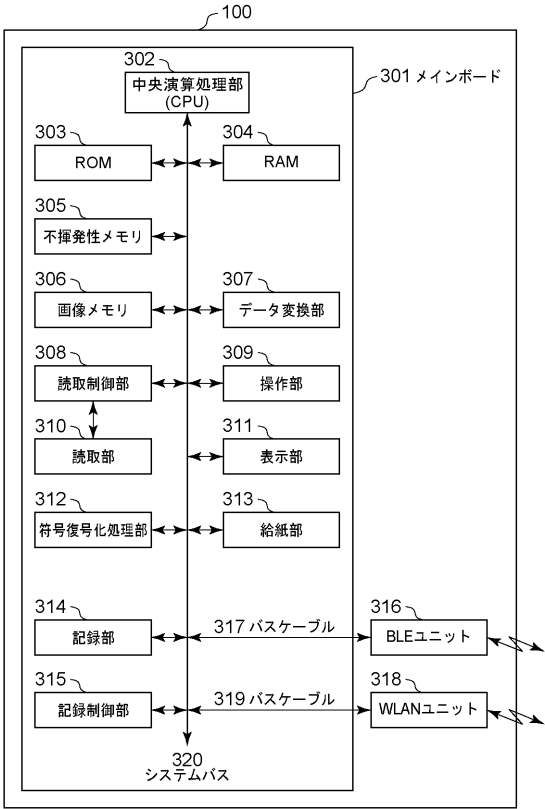 100
301 メインボード
302
中央演算処理部
(CPU)
303
ROM
304
RAM
305
不揮発性メモリ
306
画像メモリ
307
データ変換部
308
読取制御部
309
操作部
310
読取部
311
表示部
312
符号復号化処理部
313
給紙部
314
記録部
317 バスケーブル
316
BLEユニット
315
記録制御部
319 バスケーブル
318
WLANユニット
320
システムバス